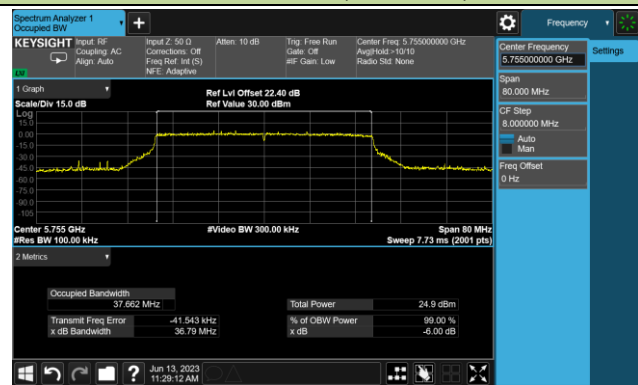 Spectrum Analyzer 1
Occupied BW
Frequency
KEYSIGHT Input: RF Input Z: 50 Ω Atten: 10 dB Trig: Free Run Center Freq: 5.755000000 GHz
Coupling: AC Corrections: Off Gate: Off Avg|Hold:>10/10
Align: Auto Freq Ref: Int (S) #IF Gain: Low Radio Std: None
NFE: Adaptive
Center Frequency
5.755000000 GHz
Settings
Span
80.000 MHz
CF Step
8.000000 MHz
Auto
Man
Freq Offset
0 Hz
1 Graph
Ref Lvl Offset 22.40 dB
Scale/Div 15.0 dB Ref Value 30.00 dBm
Log
15.0
0.00
-15.0
-30.0
-45.0
-60.0
-75.0
-90.0
-105
Center 5.755 GHz #Video BW 300.00 kHz Span 80 MHz
#Res BW 100.00 kHz Sweep 7.73 ms (2001 pts)
2 Metrics
Occupied Bandwidth
37.662 MHz Total Power 24.9 dBm
Transmit Freq Error -41.543 kHz % of OBW Power 99.00 %
x dB Bandwidth 36.79 MHz x dB -6.00 dB
Jun 13, 2023
11:29:12 AM